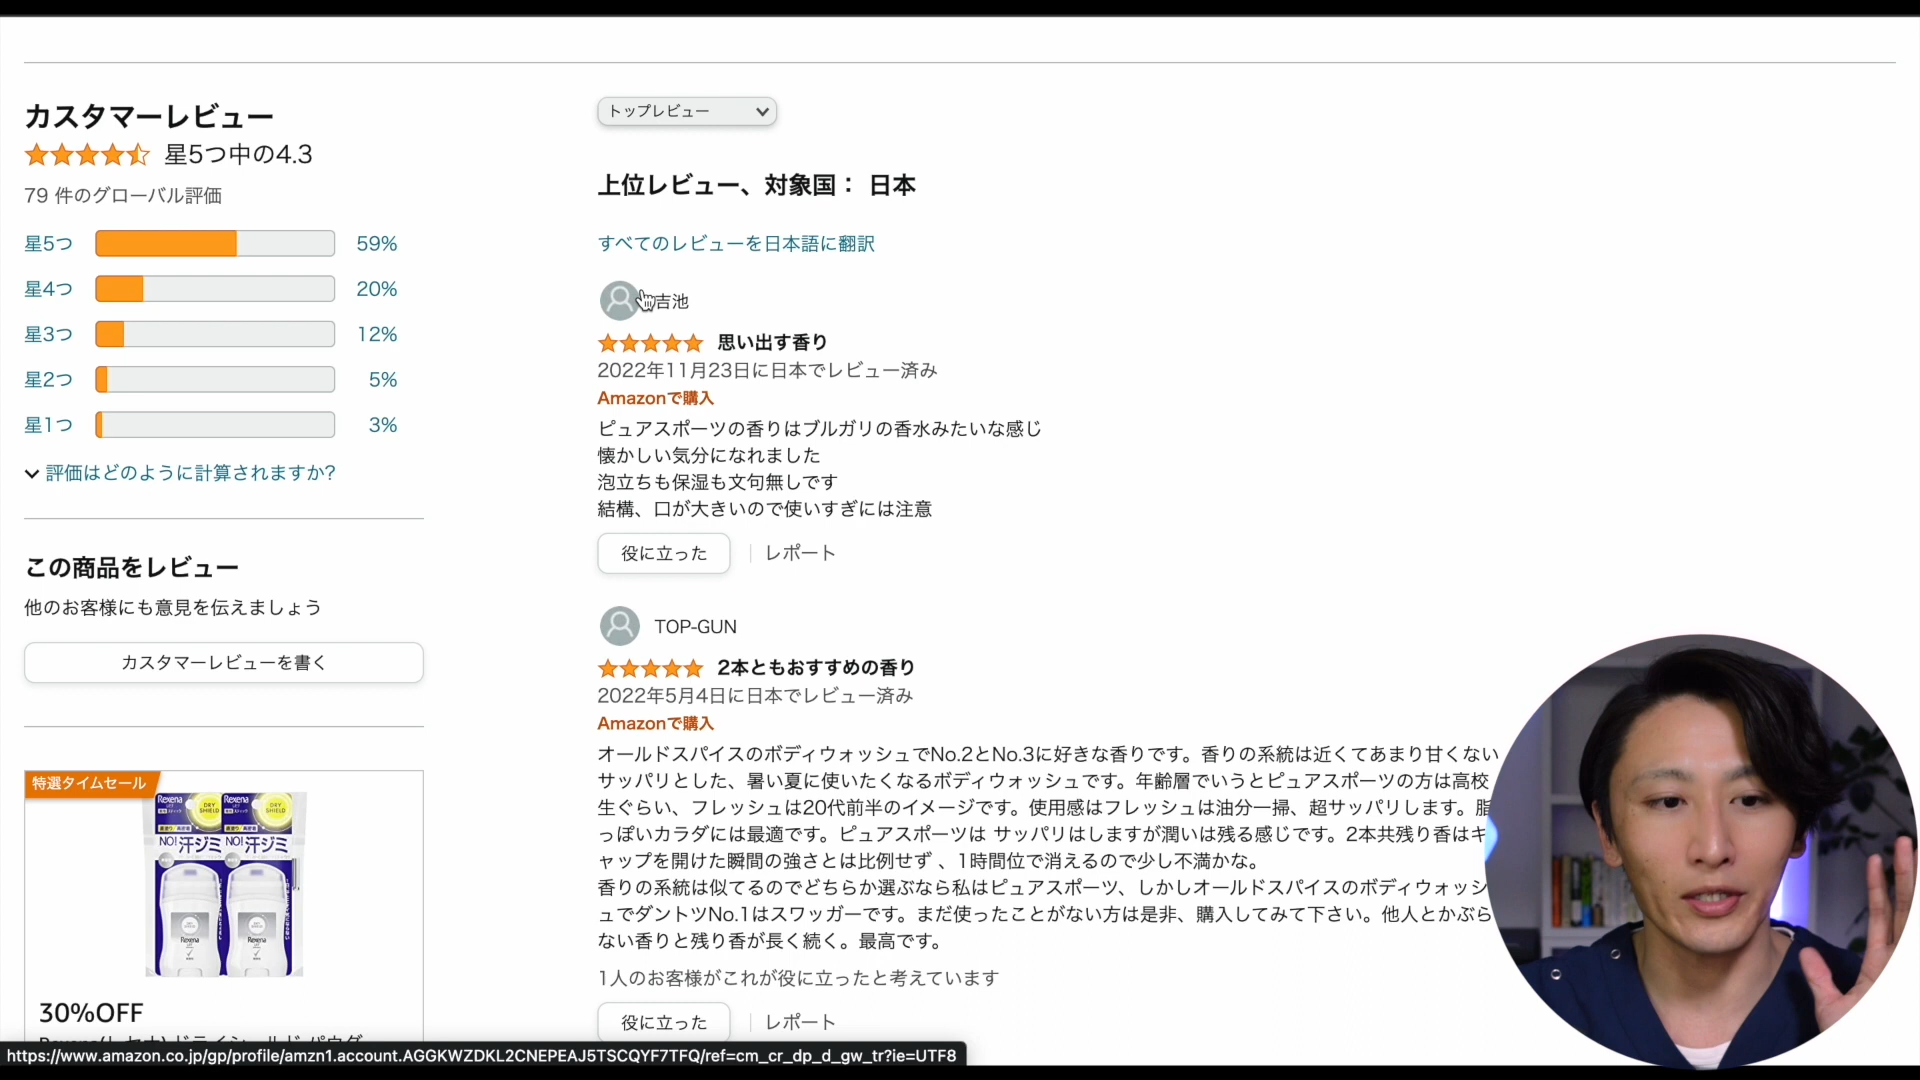 カスタマーレビュー
星5つ中の4.3
79 件のグローバル評価
星5つ 59%
星4つ 20%
星3つ 12%
星2つ 5%
星1つ 3%
評価はどのように計算されますか?
この商品をレビュー
他のお客様にも意見を伝えましょう
カスタマーレビューを書く
特選タイムセール
Rexena DRY SHIELD Rexena DRY SHIELD
NO!汗ジミ NO!汗ジミ
Rexena Rexena
30%OFF
トップレビュー
上位レビュー、対象国： 日本
すべてのレビューを日本語に翻訳
吉池
思い出す香り
2022年11月23日に日本でレビュー済み
Amazonで購入
ピュアスポーツの香りはブルガリの香水みたいな感じ
懐かしい気分になれました
泡立ちも保湿も文句無しです
結構、口が大きいので使いすぎには注意
役に立った レポート
TOP-GUN
2本ともおすすめの香り
2022年5月4日に日本でレビュー済み
Amazonで購入
オールドスパイスのボディウォッシュでNo.2とNo.3に好きな香りです。香りの系統は近くてあまり甘くない
サッパリとした、暑い夏に使いたくなるボディウォッシュです。年齢層でいうとピュアスポーツの方は高校
生ぐらい、フレッシュは20代前半のイメージです。使用感はフレッシュは油分一掃、超サッパリします。脂
っぽいカラダには最適です。ピュアスポーツは サッパリはしますが潤いは残る感じです。2本共残り香はキ
ャップを開けた瞬間の強さとは比例せず 、1時間位で消えるので少し不満かな。
香りの系統は似てるのでどちらか選ぶなら私はピュアスポーツ、しかしオールドスパイスのボディウォッシ
ュでダントツNo.1はスワッガーです。まだ使ったことがない方は是非、購入してみて下さい。他人とかぶら
ない香りと残り香が長く続く。最高です。
1人のお客様がこれが役に立ったと考えています
役に立った レポート
https://www.amazon.co.jp/gp/profile/amzn1.account.AGGKWZDKL2CNEPEAJ5TSCQYF7TFQ/ref=cm_cr_dp_d_gw_tr?ie=UTF8